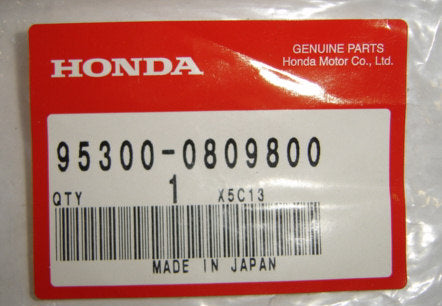 GENUINE PARTS
HONDA Honda Motor Co., Ltd.
95300-0809800
QTY 1 X5C13
MADE IN JAPAN